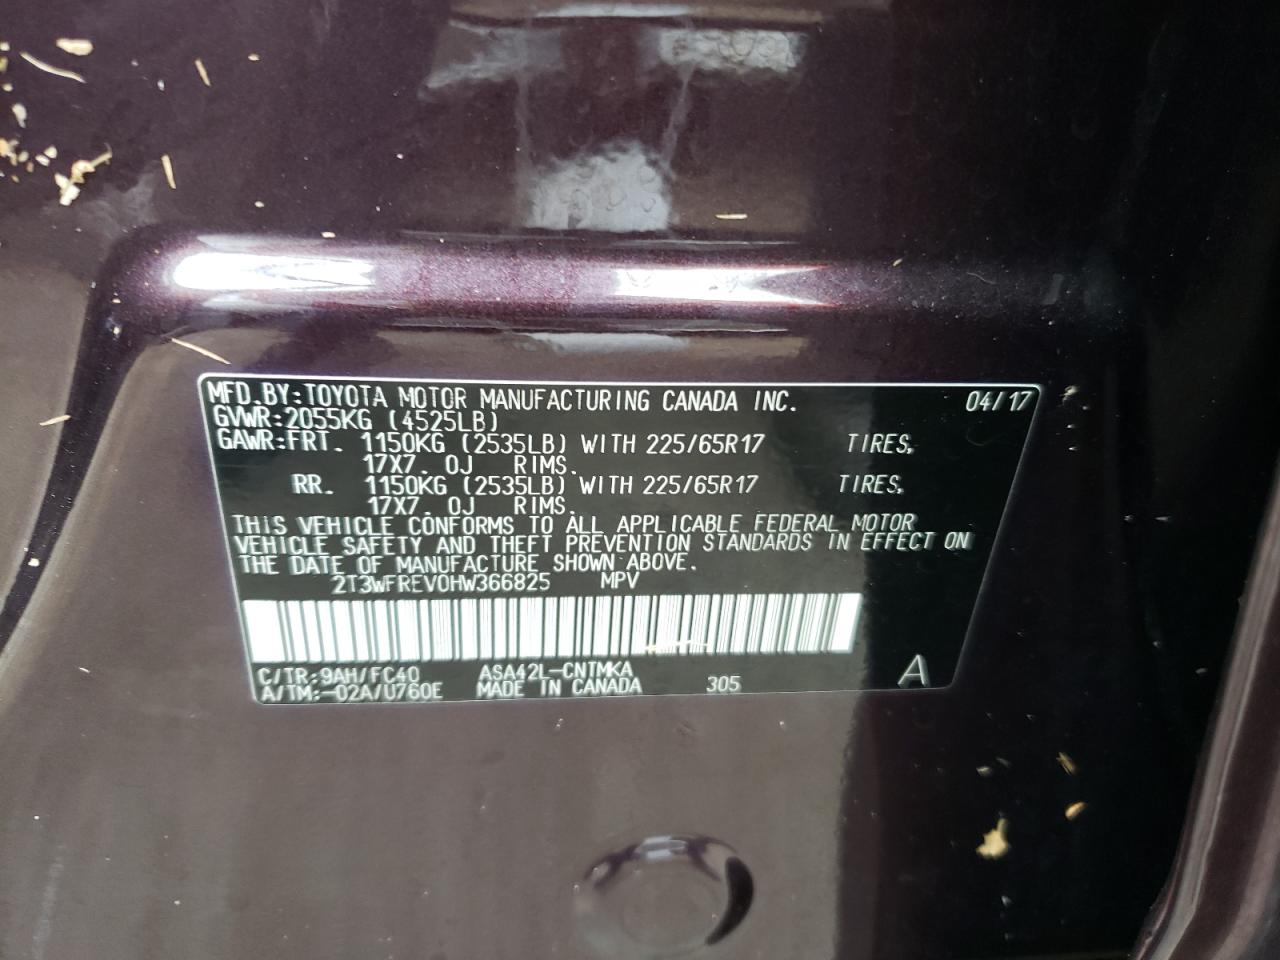 MFD.BY:TOYOTA MOTOR MANUFACTURING CANADA INC. 04/17
GVWR:2055KG (4525LB)
GAWR:FRT. 1150KG (2535LB) WITH 225/65R17 TIRES,
17X7.0J RIMS.
RR. 1150KG (2535LB) WITH 225/65R17 TIRES,
17X7.0J RIMS.
THIS VEHICLE CONFORMS TO ALL APPLICABLE FEDERAL MOTOR
VEHICLE SAFETY AND THEFT PREVENTION STANDARDS IN EFFECT ON
THE DATE OF MANUFACTURE SHOWN ABOVE.
2T3WFREV0HW366825 MPV
C/TR:9AH/FC40 ASA42L-CNTMKA
A/TM:-02A/U760E MADE IN CANADA 305 A